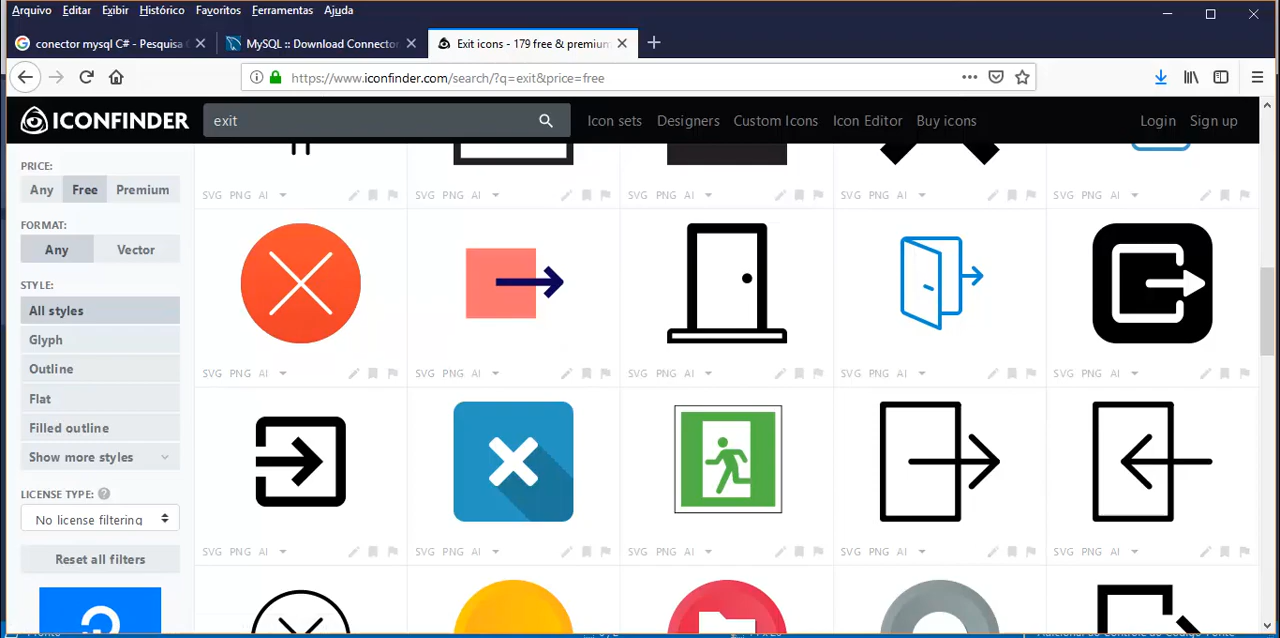 Arquivo Editar Exibir Histórico Favoritos Ferramentas Ajuda
conector mysql C# - Pesquisa
MySQL :: Download Connector
Exit icons - 179 free & premium
https://www.iconfinder.com/search/?q=exit&price=free
ICONFINDER
exit
Icon sets Designers Custom Icons Icon Editor Buy icons
Login Sign up
PRICE:
Any Free Premium
FORMAT:
Any Vector
STYLE:
All styles
Glyph
Outline
Flat
Filled outline
Show more styles
LICENSE TYPE: ?
No license filtering
Reset all filters
SVG PNG AI SVG PNG AI SVG PNG AI SVG PNG AI SVG PNG AI
SVG PNG AI SVG PNG AI SVG PNG AI SVG PNG AI SVG PNG AI
SVG PNG AI SVG PNG AI SVG PNG AI SVG PNG AI SVG PNG AI